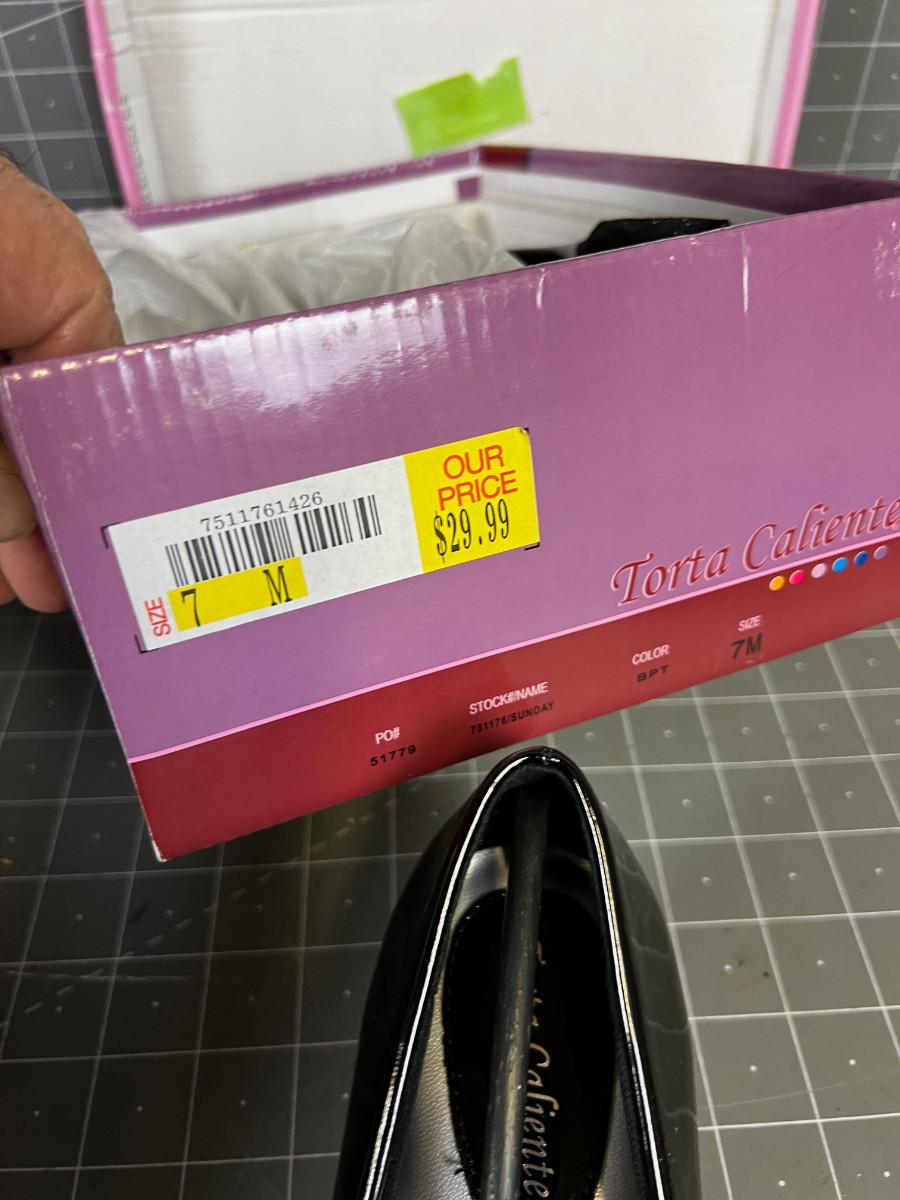 OUR
PRICE
$29.99
7511761426
SIZE
7 M
Torta Caliente
PO#
51779
STOCK#/NAME
751176/SUNDAY
COLOR
BPT
SIZE
7M
Caliente